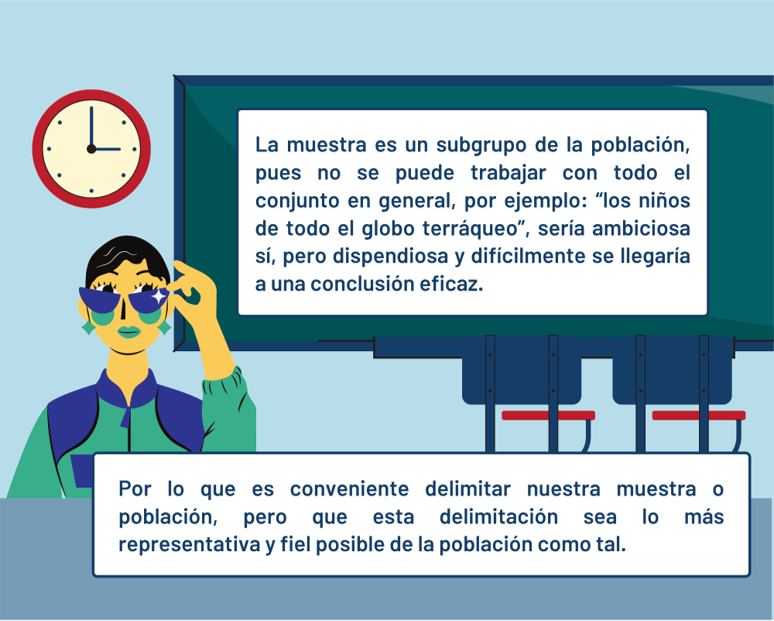 La muestra es un subgrupo de la población,
pues no se puede trabajar con todo el
conjunto en general, por ejemplo: “los niños
de todo el globo terráqueo”, sería ambiciosa
sí, pero dispendiosa y difícilmente se llegaría
a una conclusión eficaz.
Por lo que es conveniente delimitar nuestra muestra o
población, pero que esta delimitación sea lo más
representativa y fiel posible de la población como tal.